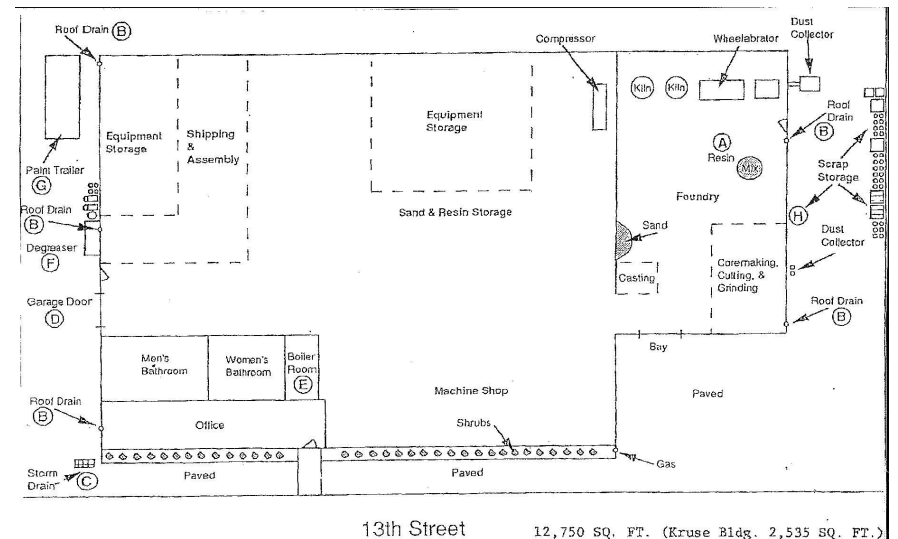 Roof Drain B
Compressor
Wheelabrator
Dust
Collector
Kiln
Kiln
Equipment
Storage
Shipping
&
Assembly
Equipment
Storage
Roof
Drain
B
A
Resin
Mix
Palm Trailer
G
Scrap
Storage
H
Foundry
Roof Drain
B
Sand & Resin Storage
Sand
Dust
Collector
Degreaser
F
Casting
Coremaking,
Cutting, &
Grinding
Garage Door
D
Roof Drain
B
Bay
Men's
Bathroom
Women's
Bathroom
Boiler
Room
E
Machine Shop
Paved
Roof Drain
B
Office
Shrubs
Gas
Storm
Drain
C
Paved
Paved
13th Street
12,750 SQ. FT. (Kruse Bldg. 2,535 SQ. FT.)